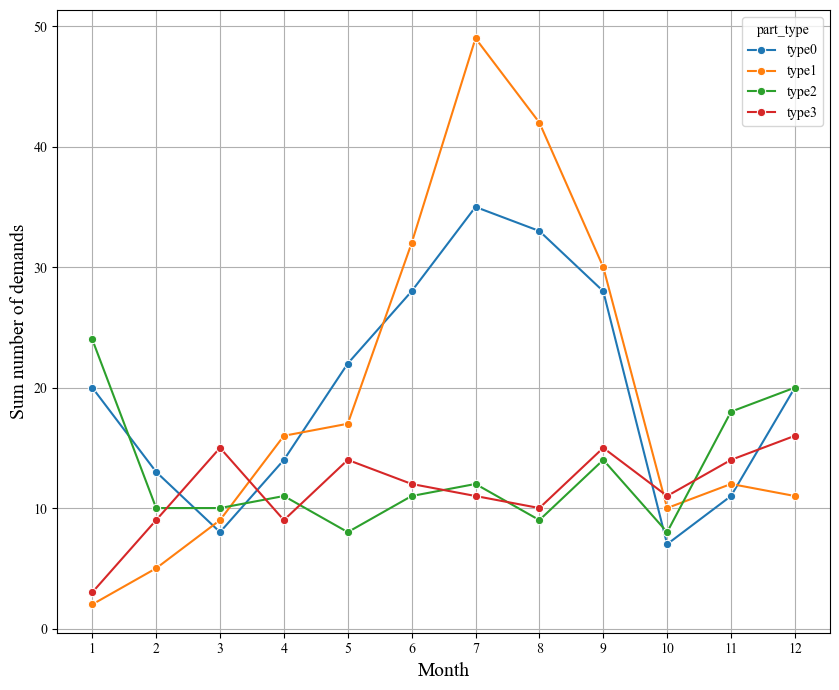 50
40
30
20
10
0
Sum number of demands
part_type
type0
type1
type2
type3
1 2 3 4 5 6 7 8 9 10 11 12
Month